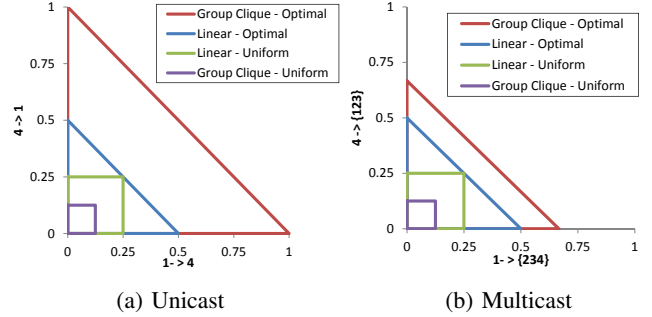 Group Clique - Optimal
Linear - Optimal
Linear - Uniform
Group Clique - Uniform
1
0.75
0.5
0.25
0
4 -> 1
0 0.25 0.5 0.75 1
1- > 4
(a) Unicast
Group Clique - Optimal
Linear - Optimal
Linear - Uniform
Group Clique - Uniform
1
0.75
0.5
0.25
0
4 -> {123}
0 0.25 0.5 0.75 1
1- > {234}
(b) Multicast